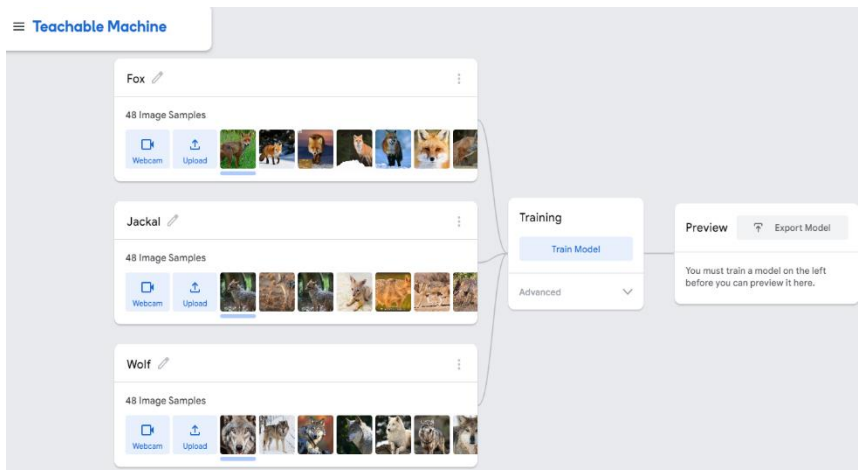 Teachable Machine
Fox
48 Image Samples
Webcam
Upload
Jackal
48 Image Samples
Webcam
Upload
Wolf
48 Image Samples
Webcam
Upload
Training
Train Model
Advanced
Preview
Export Model
You must train a model on the left
before you can preview it here.